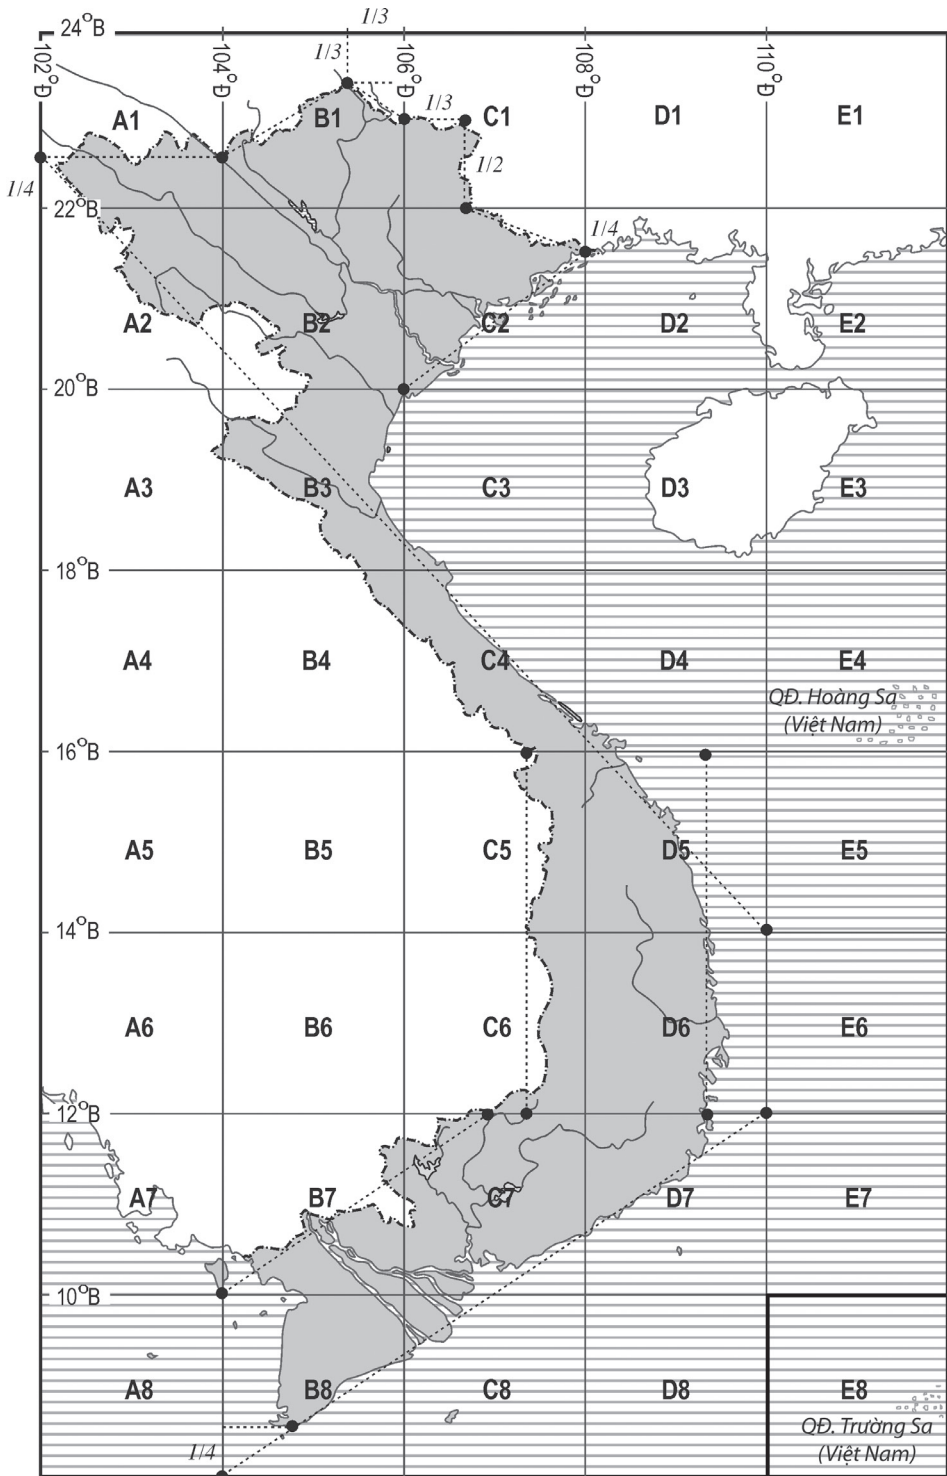 1/3
24°B
1/3
102°Đ
104°Đ
106°Đ
108°Đ
110°Đ
1/3
A1
B1
C1
D1
E1
1/2
1/4
22°B
1/4
A2
B2
C2
D2
E2
20°B
A3
B3
C3
D3
E3
18°B
A4
B4
C4
D4
E4
QĐ. Hoàng Sa
(Việt Nam)
16°B
A5
B5
C5
D5
E5
14°B
A6
B6
C6
D6
E6
12°B
A7
B7
C7
D7
E7
10°B
A8
B8
C8
D8
E8
QĐ. Trường Sa
(Việt Nam)
1/4